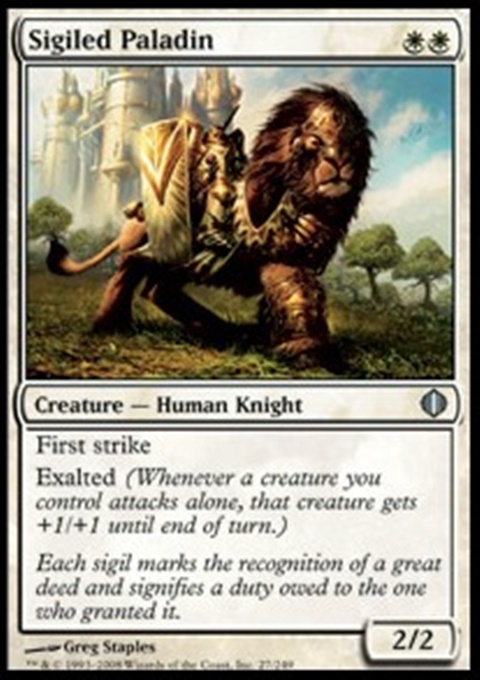 Sigiled Paladin
Creature — Human Knight
First strike
Exalted (Whenever a creature you
control attacks alone, that creature gets
+1/+1 until end of turn.)
Each sigil marks the recognition of a great
deed and signifies a duty owed to the one
who granted it.
2/2
Greg Staples
™ & © 1993-2008 Wizards of the Coast, Inc. 27/249